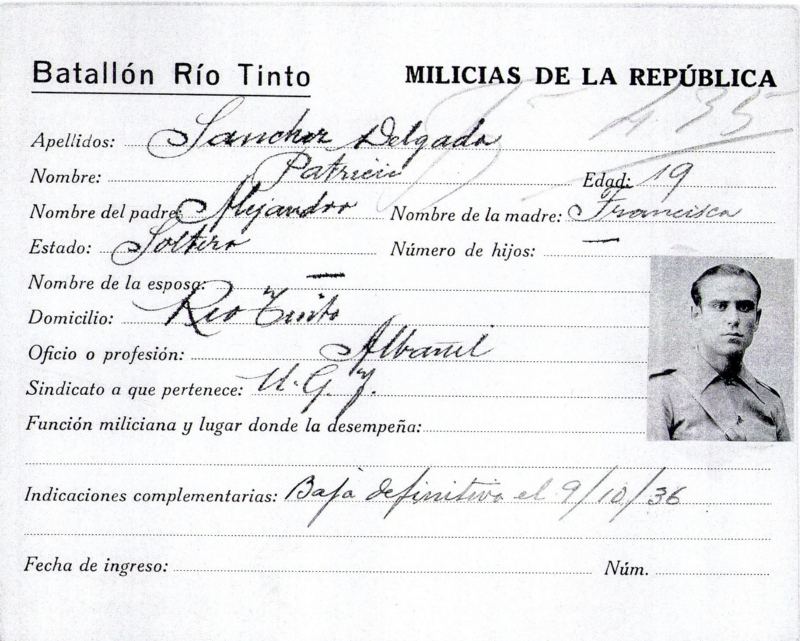 Batallón Río Tinto MILICIAS DE LA REPÚBLICA
435
Apellidos: Sanchez Delgado
Nombre: Patricio Edad: 19
Nombre del padre: Alejandro Nombre de la madre: Francisca
Estado: Soltero Número de hijos: —
Nombre de la esposa: —
Domicilio: Rio Tinto
Oficio o profesión: Albañil
Sindicato a que pertenece: U.G.T.
Función miliciana y lugar donde la desempeña:
Indicaciones complementarias: Baja definitiva el 9/10/36
Fecha de ingreso: Núm.